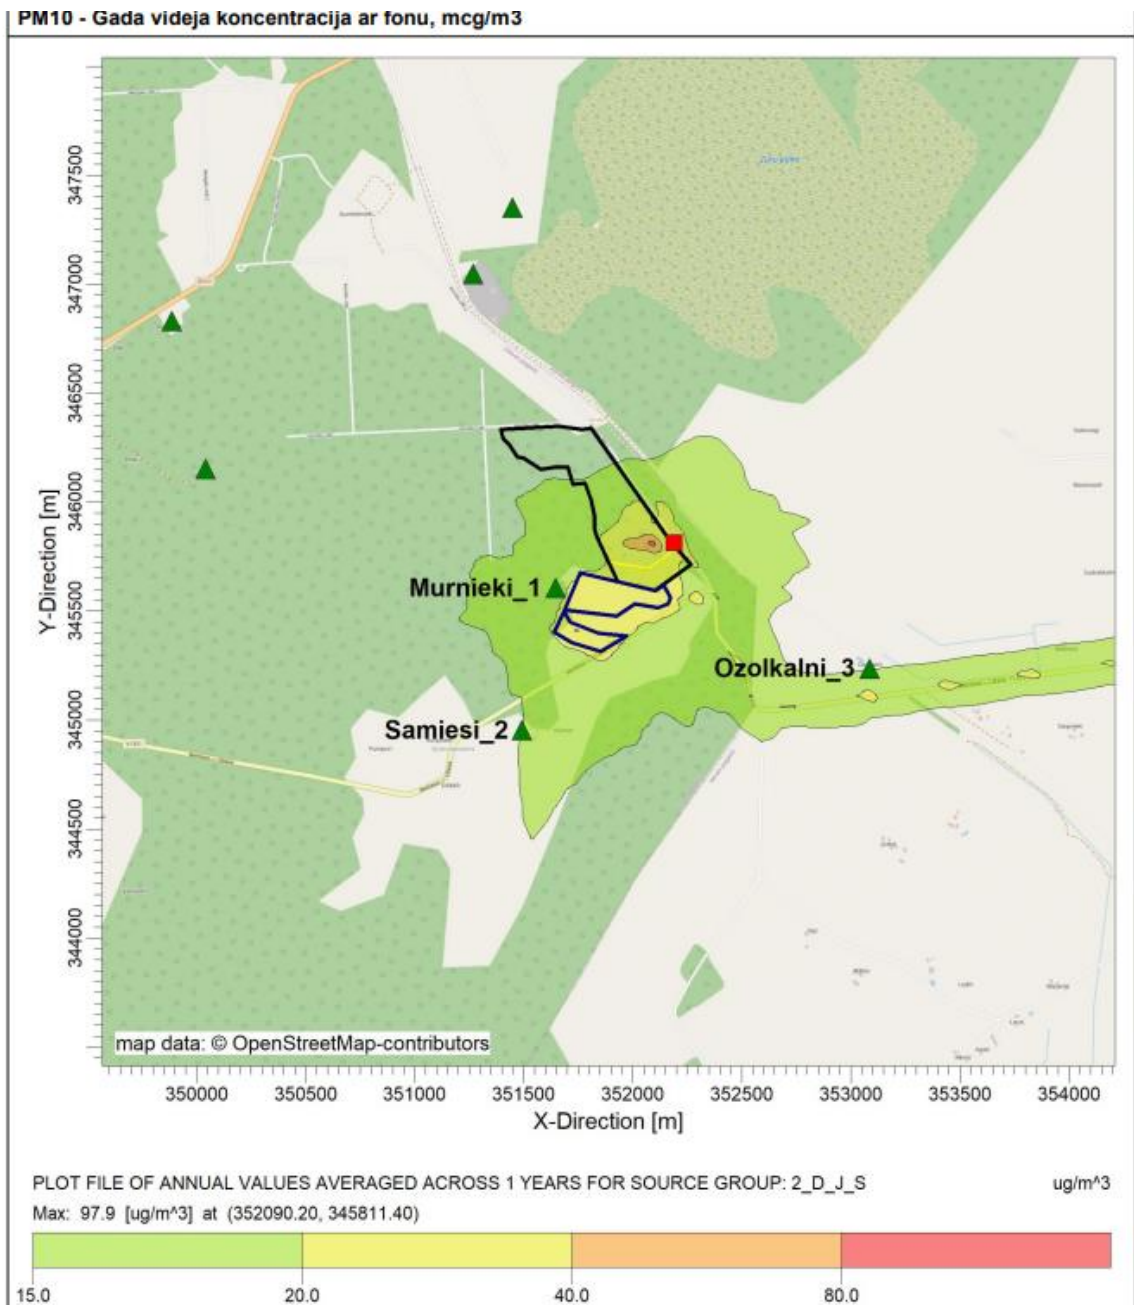 PM10 - Gada videja koncentracija ar fonu, mcg/m3
347500
347000
346500
346000
345500
345000
344500
344000
Y-Direction [m]
Murnieki_1
Ozolkalni_3
Samiesi_2
map data: © OpenStreetMap-contributors
350000 350500 351000 351500 352000 352500 353000 353500 354000
X-Direction [m]
PLOT FILE OF ANNUAL VALUES AVERAGED ACROSS 1 YEARS FOR SOURCE GROUP: 2_D_J_S ug/m^3
Max: 97.9 [ug/m^3] at (352090.20, 345811.40)
15.0 20.0 40.0 80.0